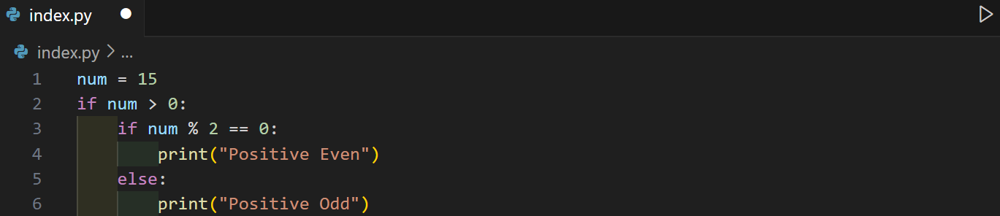 index.py
index.py > ...
1 num = 15
2 if num > 0:
3     if num % 2 == 0:
4         print("Positive Even")
5     else:
6         print("Positive Odd")